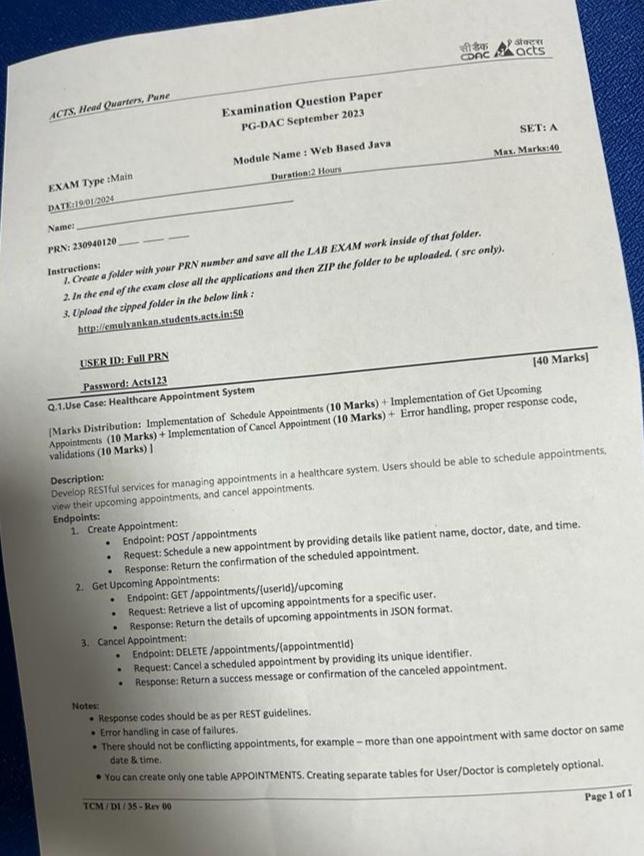 सीडैक CDAC ऐक्ट्स acts
ACTS, Head Quarters, Pune
Examination Question Paper
PG-DAC September 2023
SET: A
Module Name : Web Based Java
EXAM Type :Main
Duration:2 Hours
Max. Marks:40
DATE:19/01/2024
Name:
PRN: 230940120
Instructions:
1. Create a folder with your PRN number and save all the LAB EXAM work inside of that folder.
2. In the end of the exam close all the applications and then ZIP the folder to be uploaded. ( src only).
3. Upload the zipped folder in the below link :
http://emulvankan.students.acts.in:50
USER ID: Full PRN
Password: Acts123
[40 Marks]
Q.1.Use Case: Healthcare Appointment System
[Marks Distribution: Implementation of Schedule Appointments (10 Marks) + Implementation of Get Upcoming
Appointments (10 Marks) + Implementation of Cancel Appointment (10 Marks) + Error handling, proper response code,
validations (10 Marks) ]
Description:
Develop RESTful services for managing appointments in a healthcare system. Users should be able to schedule appointments,
view their upcoming appointments, and cancel appointments.
Endpoints:
1. Create Appointment:
• Endpoint: POST /appointments
• Request: Schedule a new appointment by providing details like patient name, doctor, date, and time.
• Response: Return the confirmation of the scheduled appointment.
2. Get Upcoming Appointments:
• Endpoint: GET /appointments/{userId}/upcoming
• Request: Retrieve a list of upcoming appointments for a specific user.
• Response: Return the details of upcoming appointments in JSON format.
3. Cancel Appointment:
• Endpoint: DELETE /appointments/{appointmentId}
• Request: Cancel a scheduled appointment by providing its unique identifier.
• Response: Return a success message or confirmation of the canceled appointment.
Notes:
• Response codes should be as per REST guidelines.
• Error handling in case of failures.
• There should not be conflicting appointments, for example – more than one appointment with same doctor on same
date & time.
• You can create only one table APPOINTMENTS. Creating separate tables for User/Doctor is completely optional.
TCM / D1 / 35 - Rev 00
Page 1 of 1